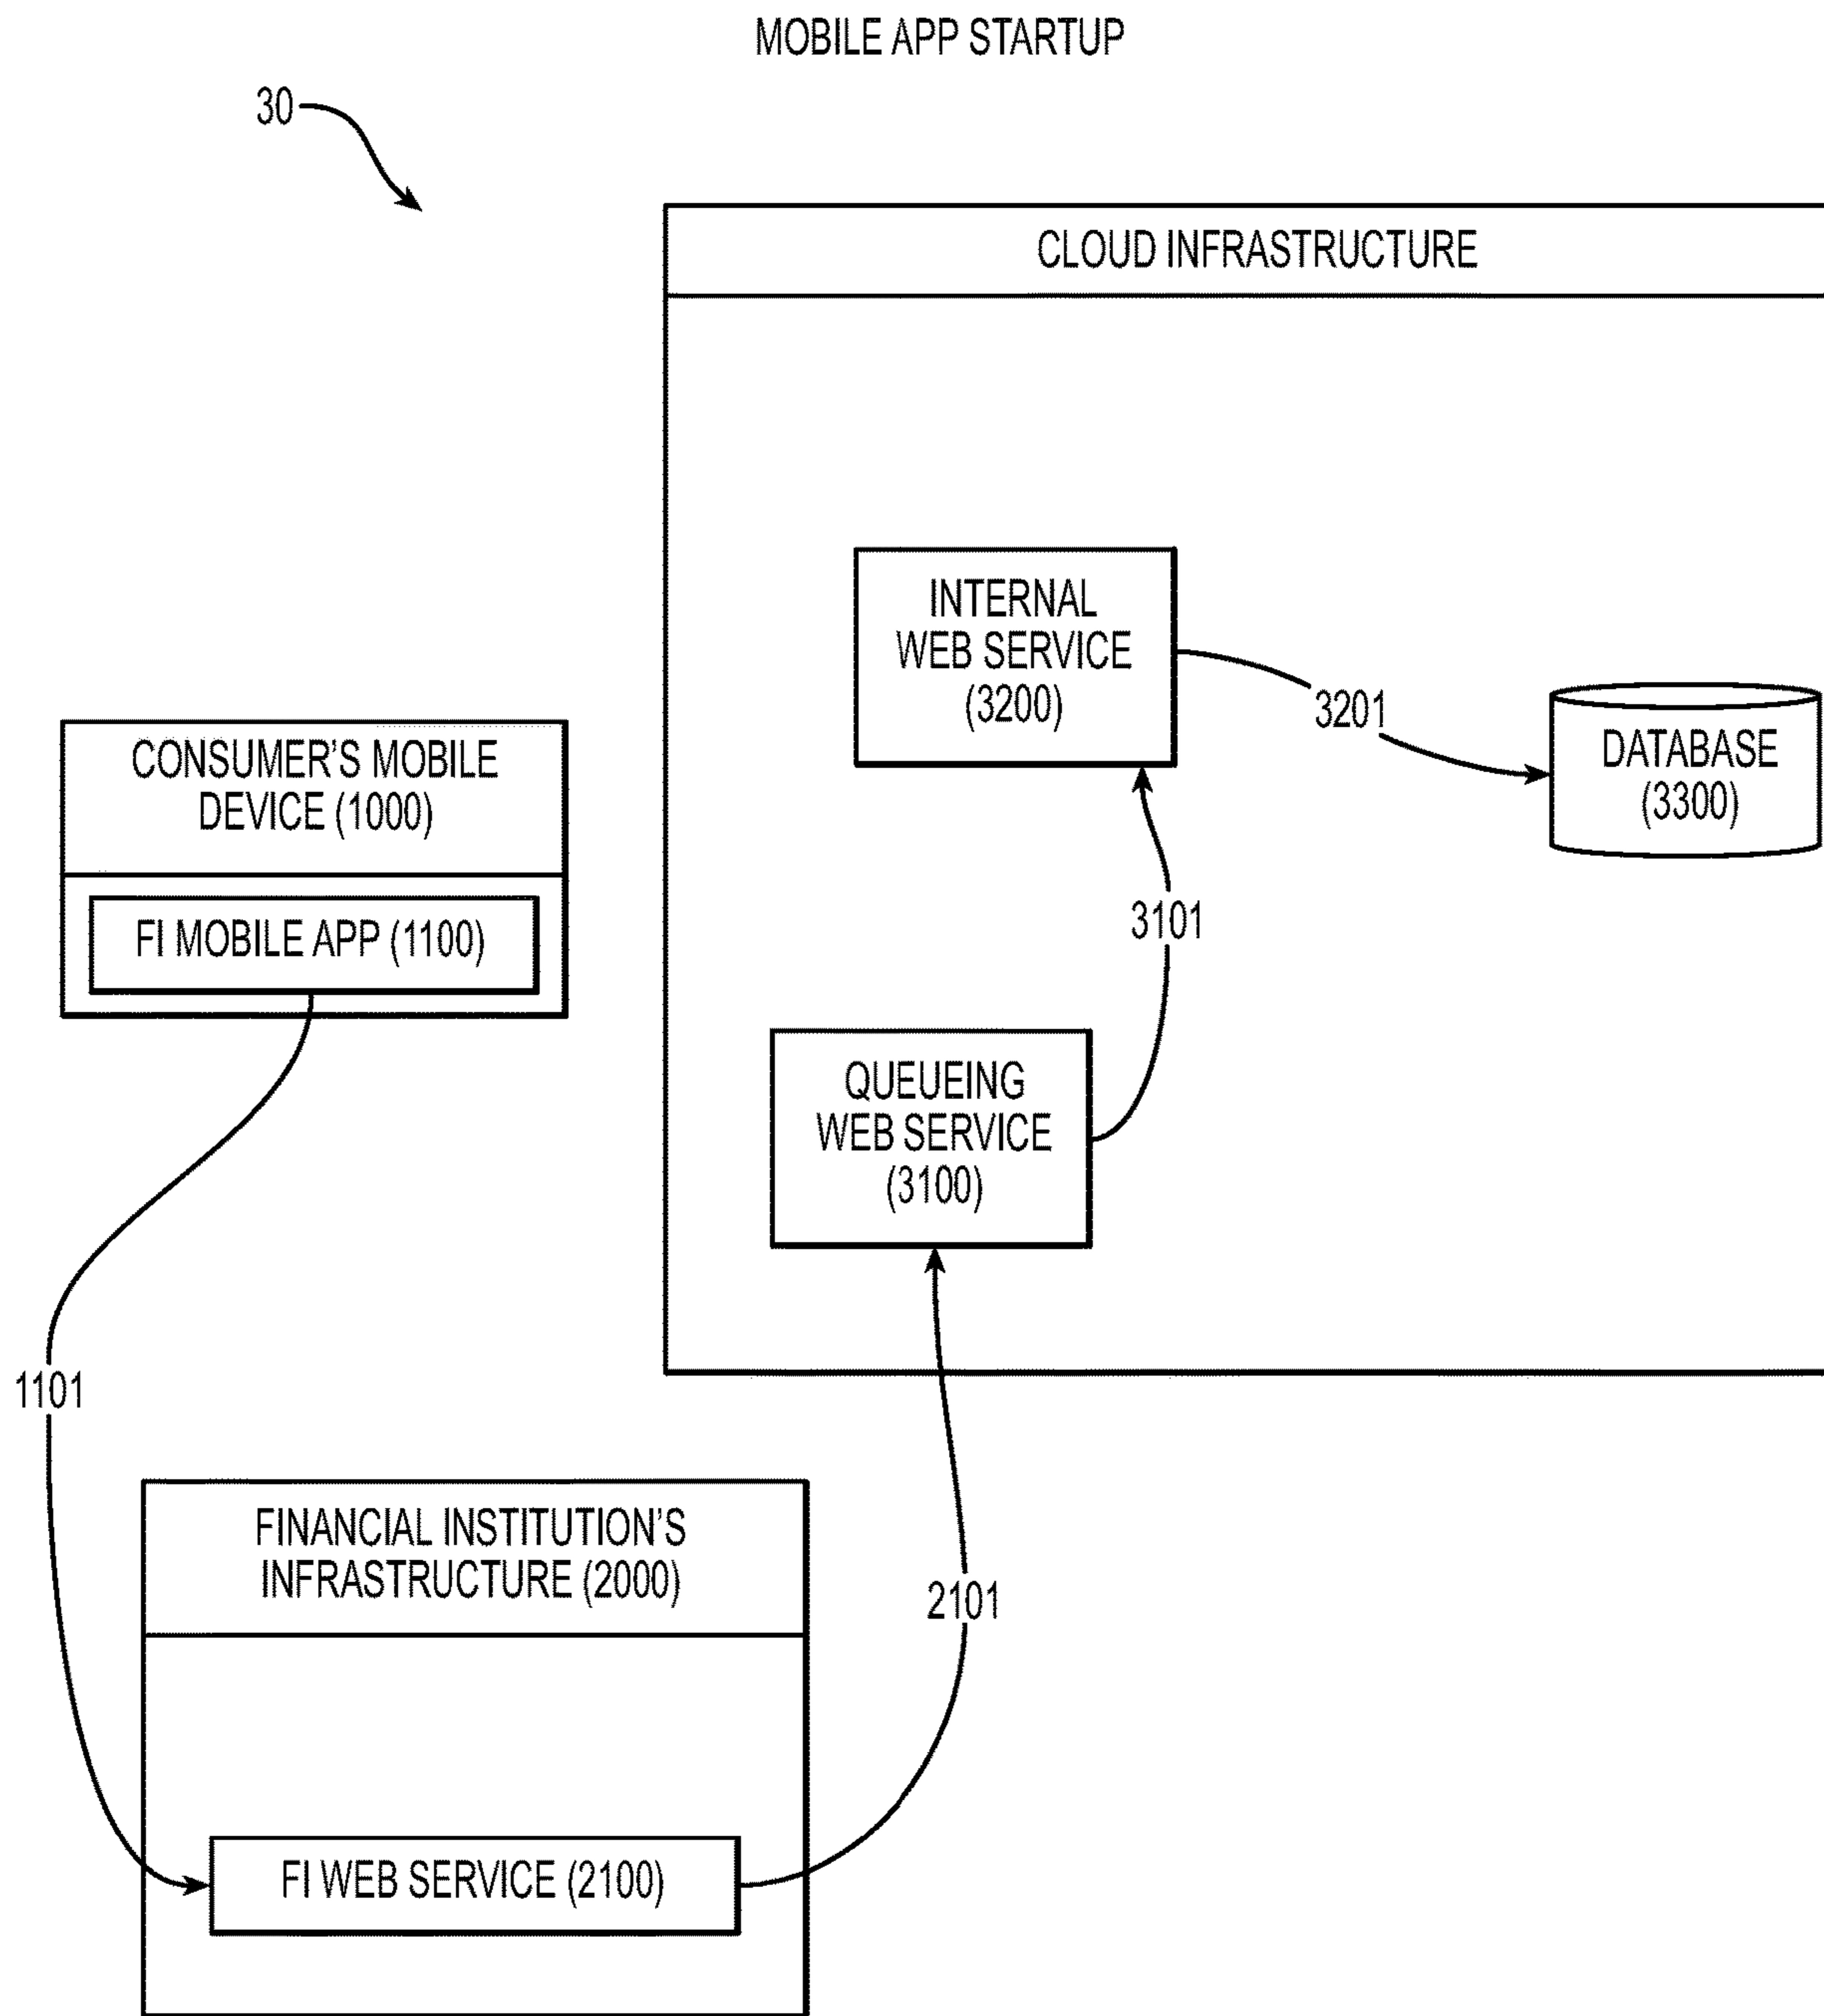 MOBILE APP STARTUP
30
CLOUD INFRASTRUCTURE
INTERNAL
WEB SERVICE
(3200)
3201
DATABASE
(3300)
CONSUMER'S MOBILE
DEVICE (1000)
FI MOBILE APP (1100)
3101
QUEUEING
WEB SERVICE
(3100)
1101
FINANCIAL INSTITUTION'S
INFRASTRUCTURE (2000)
2101
FI WEB SERVICE (2100)